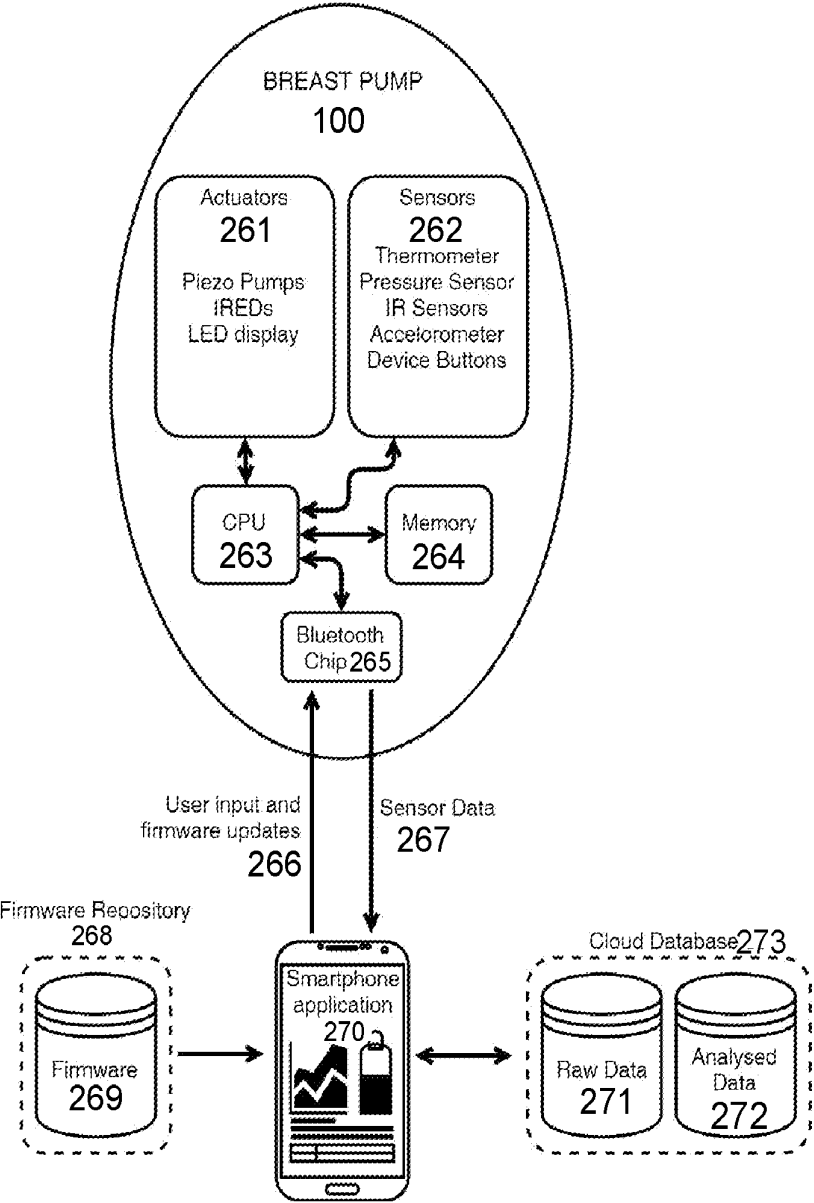 BREAST PUMP
100
Actuators
261
Piezo Pumps
IREDs
LED display
Sensors
262
Thermometer
Pressure Sensor
IR Sensors
Accelorometer
Device Buttons
CPU
263
Memory
264
Bluetooth
Chip 265
User input and
firmware updates
266
Sensor Data
267
Firmware Repository
268
Firmware
269
Smartphone
application
270
Cloud Database 273
Raw Data
271
Analysed
Data
272